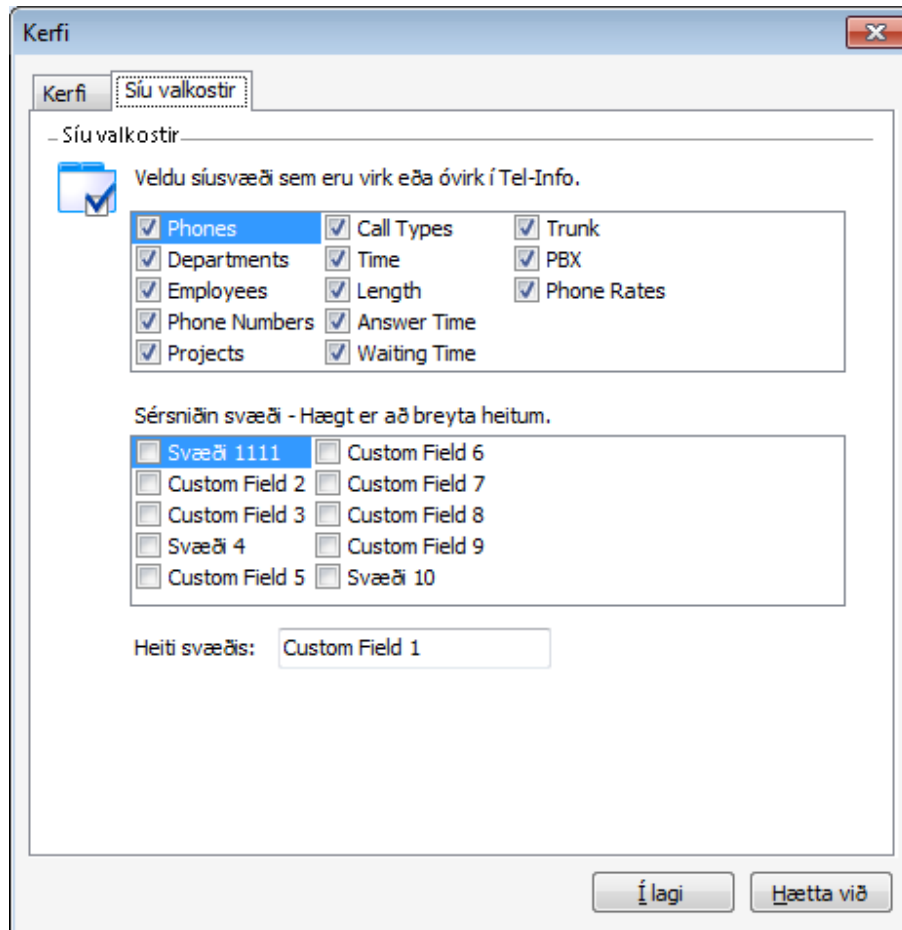 Kerfi
Kerfi Síu valkostir
Síu valkostir
Veldu síusvæði sem eru virk eða óvirk í Tel-Info.
Phones Call Types Trunk
Departments Time PBX
Employees Length Phone Rates
Phone Numbers Answer Time
Projects Waiting Time
Sérsniðin svæði - Hægt er að breyta heitum.
Svæði 1111 Custom Field 6
Custom Field 2 Custom Field 7
Custom Field 3 Custom Field 8
Svæði 4 Custom Field 9
Custom Field 5 Svæði 10
Heiti svæðis: Custom Field 1
Í lagi Hætta við